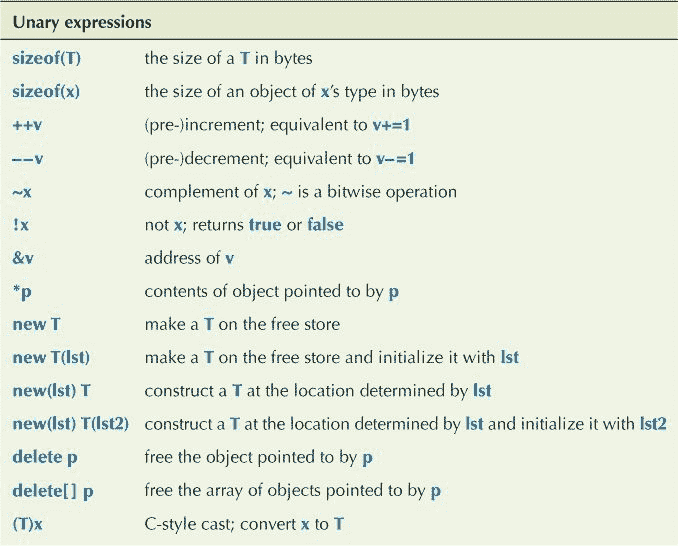 Unary expressions
sizeof(T) the size of a T in bytes
sizeof(x) the size of an object of x’s type in bytes
++v (pre-)increment; equivalent to v+=1
−−v (pre-)decrement; equivalent to v−=1
~x complement of x; ~ is a bitwise operation
!x not x; returns true or false
&v address of v
*p contents of object pointed to by p
new T make a T on the free store
new T(lst) make a T on the free store and initialize it with lst
new(lst) T construct a T at the location determined by lst
new(lst) T(lst2) construct a T at the location determined by lst and initialize it with lst2
delete p free the object pointed to by p
delete[] p free the array of objects pointed to by p
(T)x C-style cast; convert x to T